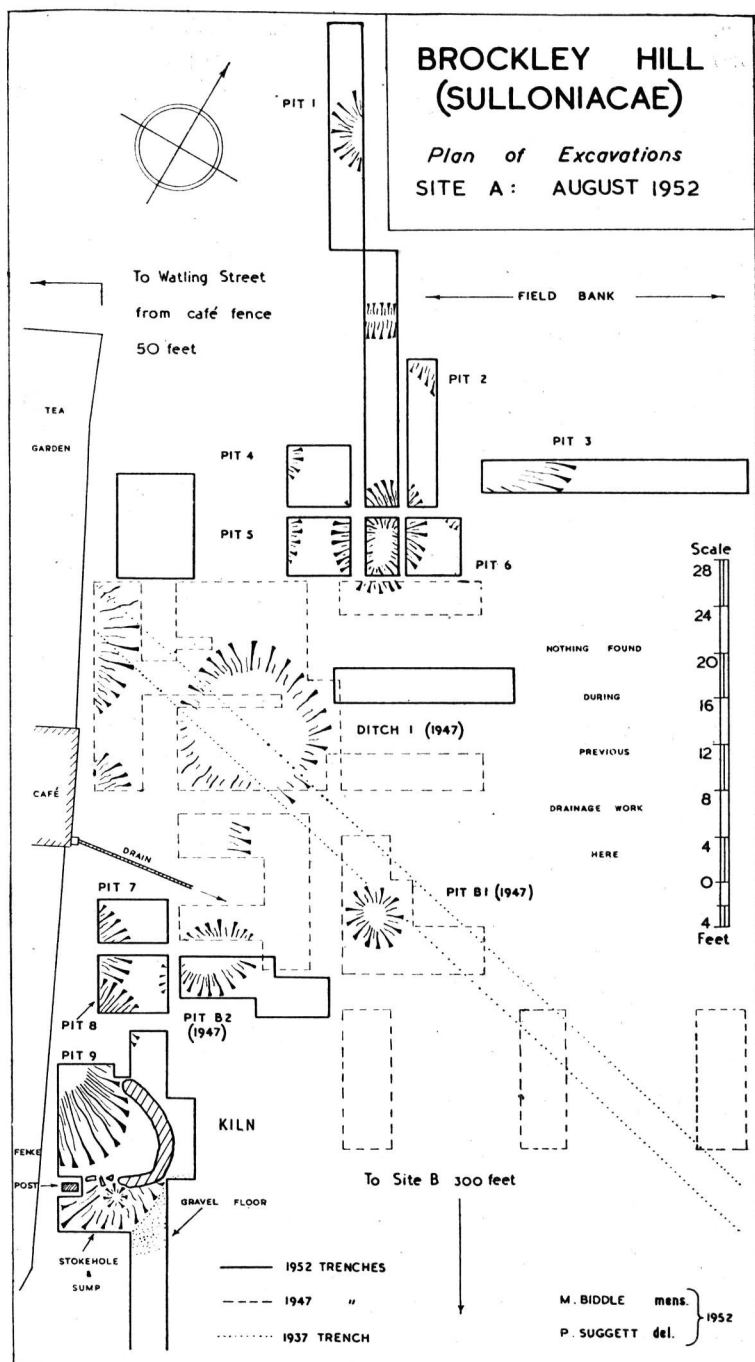 BROCKLEY HILL
(SULLONIACAE)
Plan of Excavations
SITE A: AUGUST 1952
PIT 1
To Watling Street
from café fence
50 feet
FIELD BANK
PIT 2
TEA
GARDEN
PIT 3
PIT 4
PIT 5
PIT 6
Scale
28
24
20
16
12
8
4
0
4
Feet
NOTHING FOUND
DURING
PREVIOUS
DRAINAGE WORK
HERE
DITCH 1 (1947)
CAFÉ
DRAIN
PIT B1 (1947)
PIT 7
PIT 8
PIT B2
(1947)
PIT 9
KILN
FENCE
POST
To Site B 300 feet
GRAVEL FLOOR
STOKEHOLE
&
SUMP
1952 TRENCHES
1947 "
1937 TRENCH
M. BIDDLE mens.
P. SUGGETT del.
1952